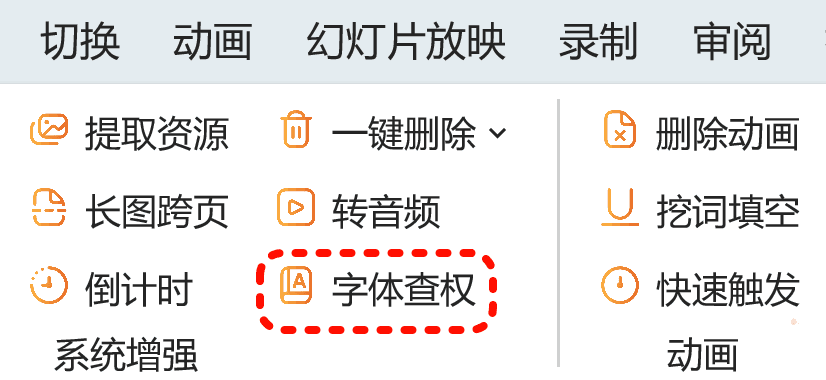 切换 动画 幻灯片放映 录制 审阅
提取资源 一键删除 删除动画
长图跨页 转音频 挖词填空
倒计时 字体查权 快速触发
系统增强 动画